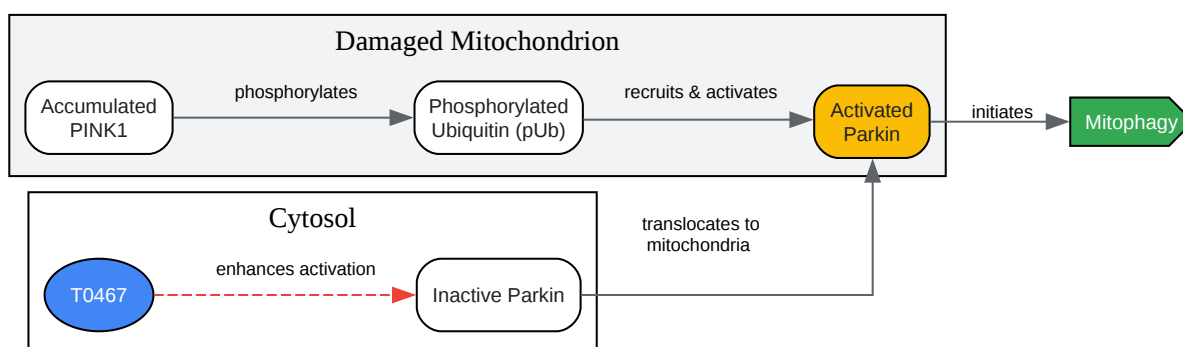 Damaged Mitochondrion
Accumulated
PINK1
phosphorylates
Phosphorylated
Ubiquitin (pUb)
recruits & activates
Activated
Parkin
initiates
Mitophagy
Cytosol
T0467
enhances activation
Inactive Parkin
translocates to
mitochondria